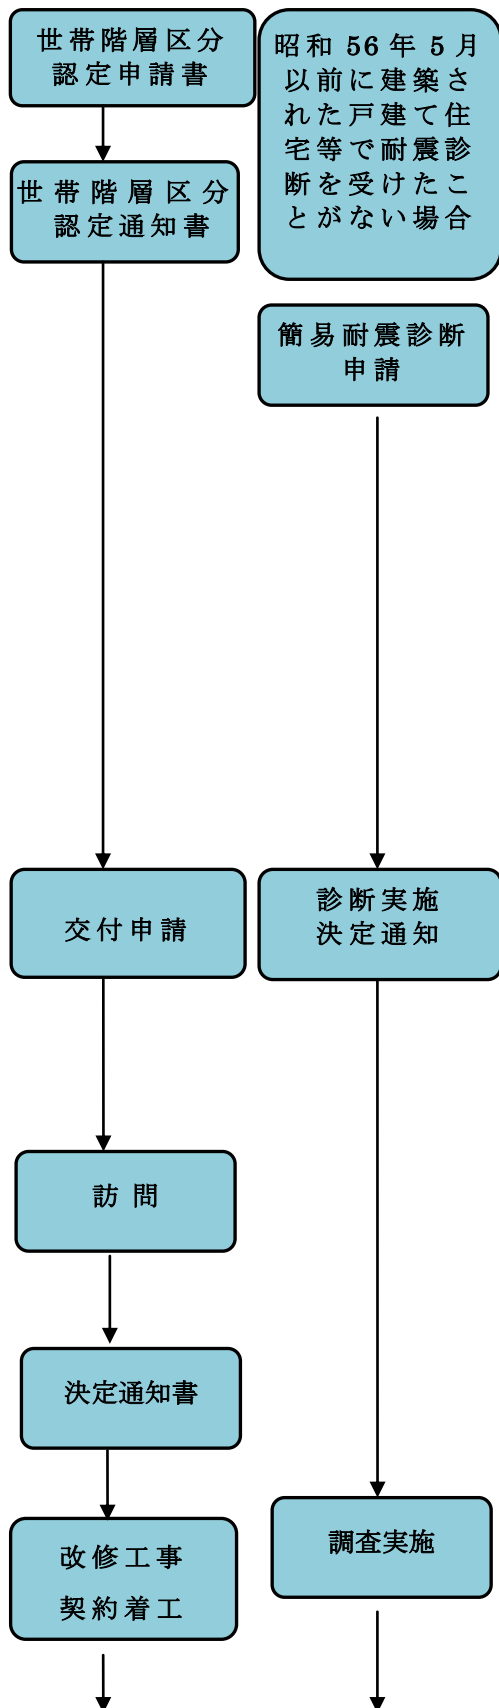 世帯階層区分
認定申請書
世帯階層区分
認定通知書
交付申請
訪問
決定通知書
改修工事
契約着工
昭和56年5月
以前に建築さ
れた戸建て住
宅等で耐震診
断を受けたこ
とがない場合
簡易耐震診断
申請
診断実施
決定通知
調査実施